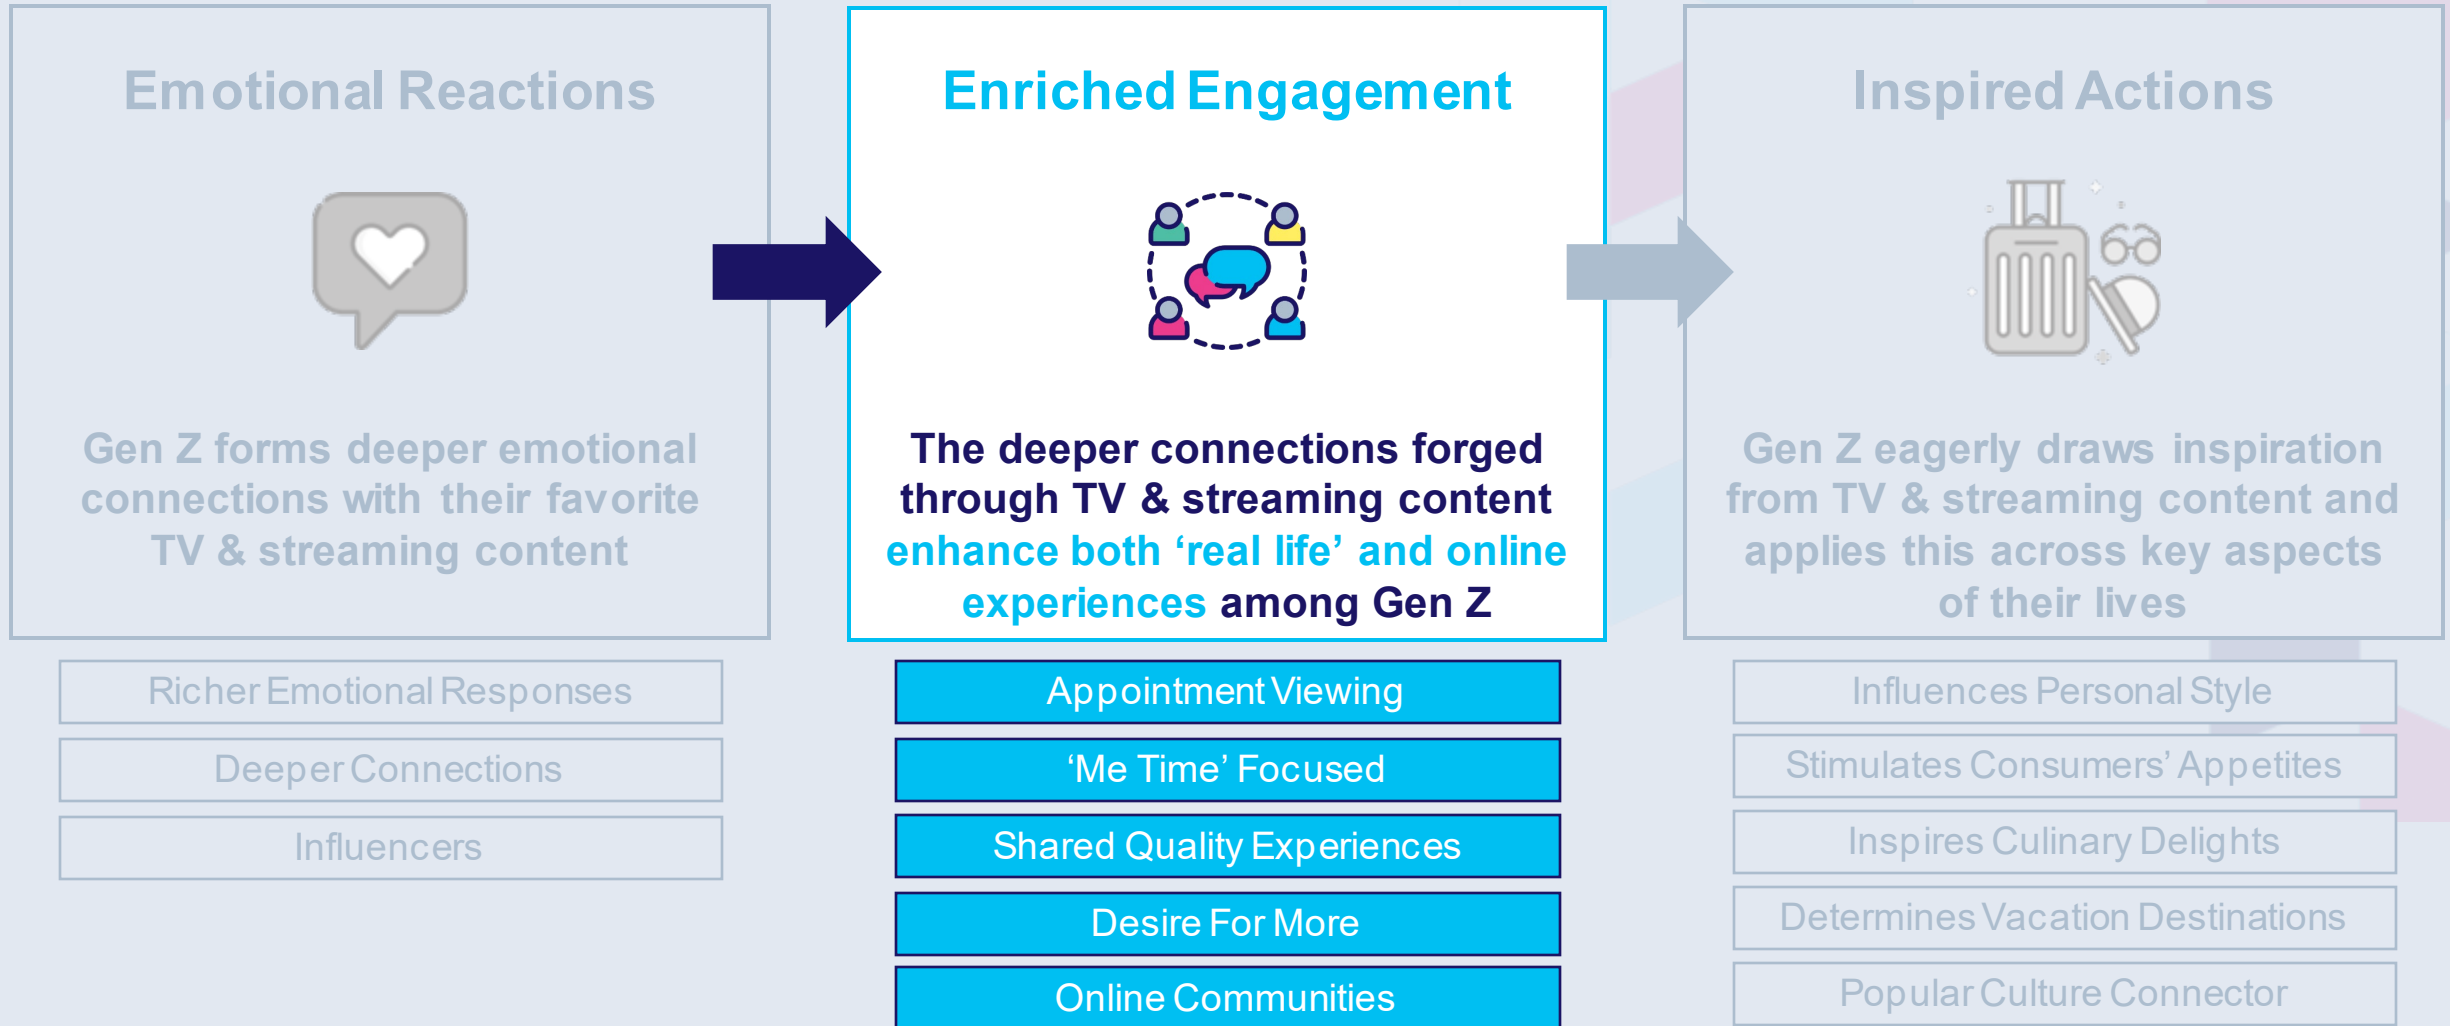 Emotional Reactions
Gen Z forms deeper emotional
connections with their favorite
TV & streaming content
Richer Emotional Responses
Deeper Connections
Influencers
Enriched Engagement
The deeper connections forged
through TV & streaming content
enhance both ‘real life’ and online
experiences among Gen Z
Appointment Viewing
‘Me Time’ Focused
Shared Quality Experiences
Desire For More
Online Communities
Inspired Actions
Gen Z eagerly draws inspiration
from TV & streaming content and
applies this across key aspects
of their lives
Influences Personal Style
Stimulates Consumers’ Appetites
Inspires Culinary Delights
Determines Vacation Destinations
Popular Culture Connector